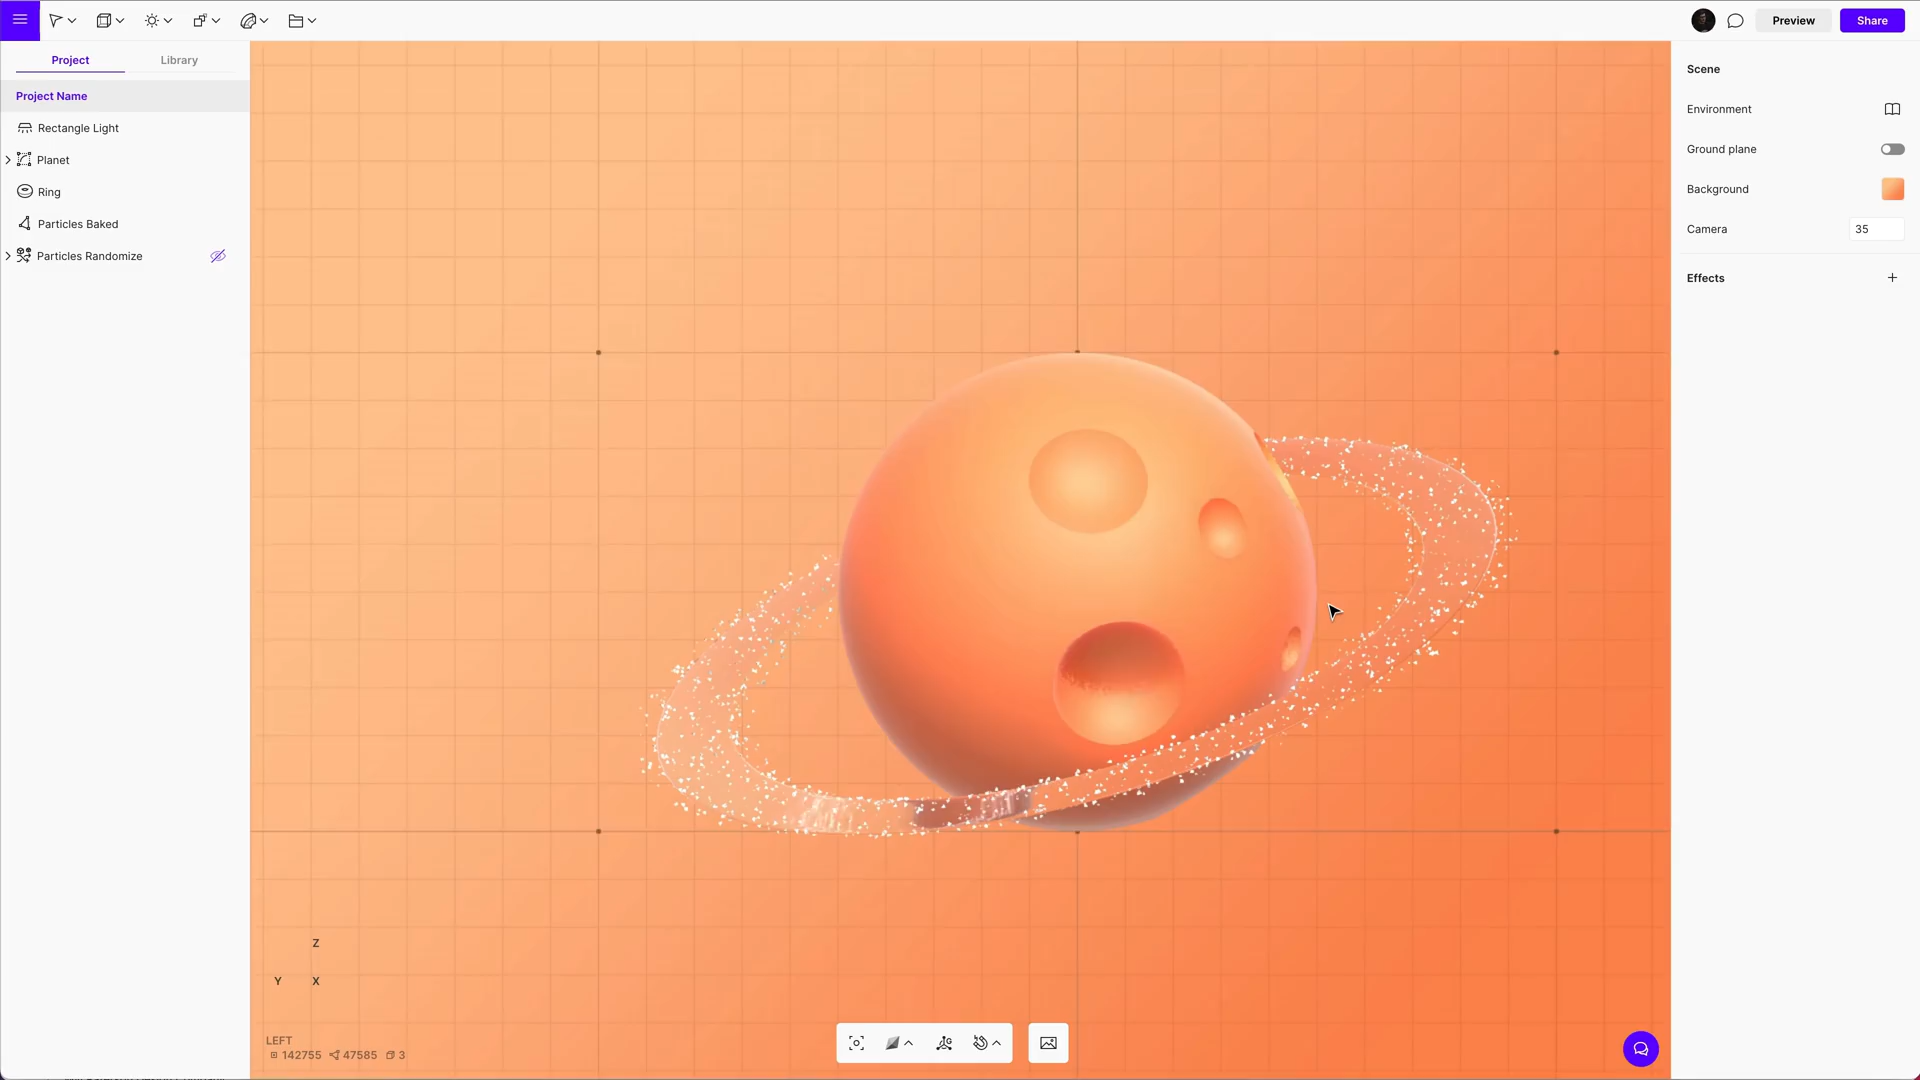 Preview
Share
Project
Library
Project Name
Rectangle Light
Planet
Ring
Particles Baked
Particles Randomize
Scene
Environment
Ground plane
Background
Camera
35
Effects
Z
Y
X
LEFT
142755
47585
3